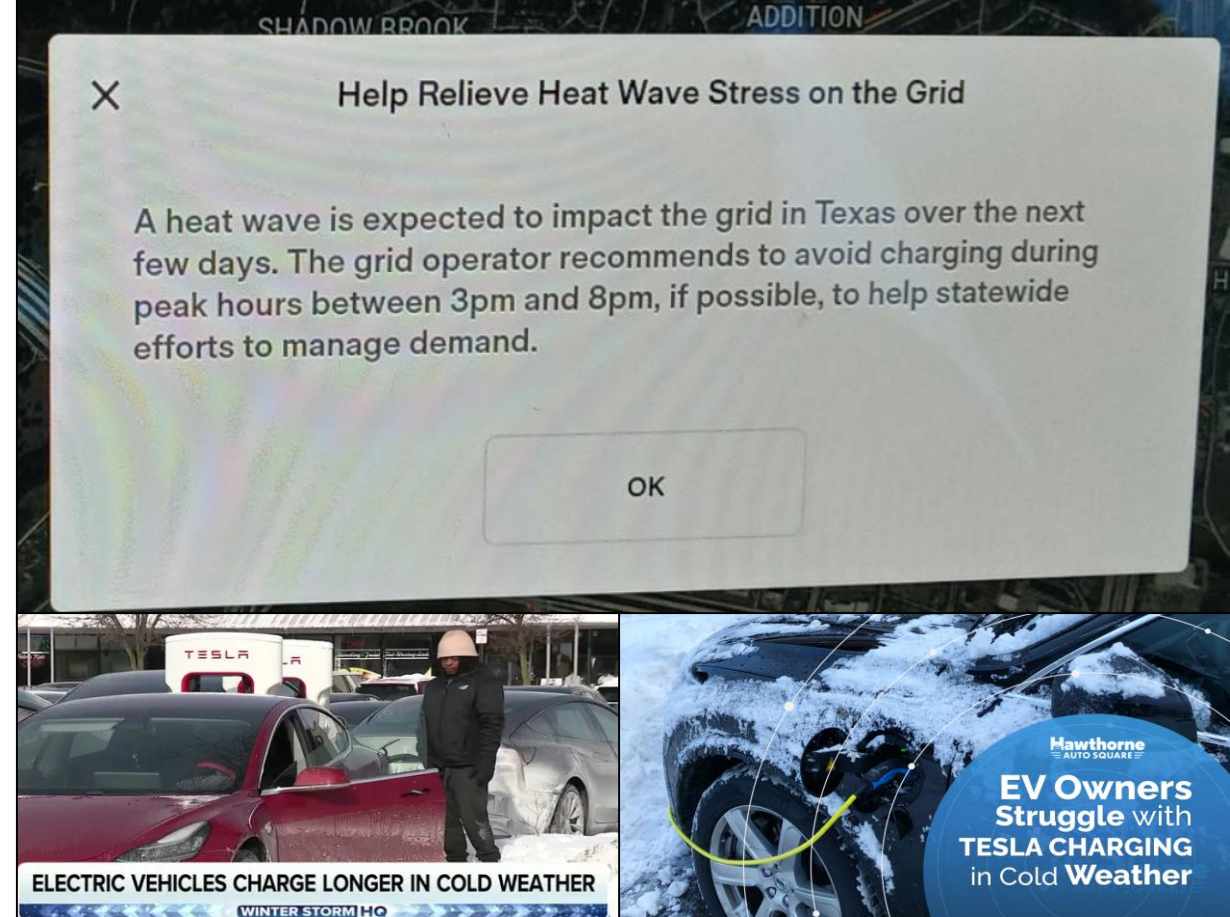 SHADOW BROOK
ADDITION
Help Relieve Heat Wave Stress on the Grid
A heat wave is expected to impact the grid in Texas over the next
few days. The grid operator recommends to avoid charging during
peak hours between 3pm and 8pm, if possible, to help statewide
efforts to manage demand.
OK
TESLA
ELECTRIC VEHICLES CHARGE LONGER IN COLD WEATHER
WINTER STORM HQ
Hawthorne
AUTO SQUARE
EV Owners
Struggle with
TESLA CHARGING
in Cold Weather